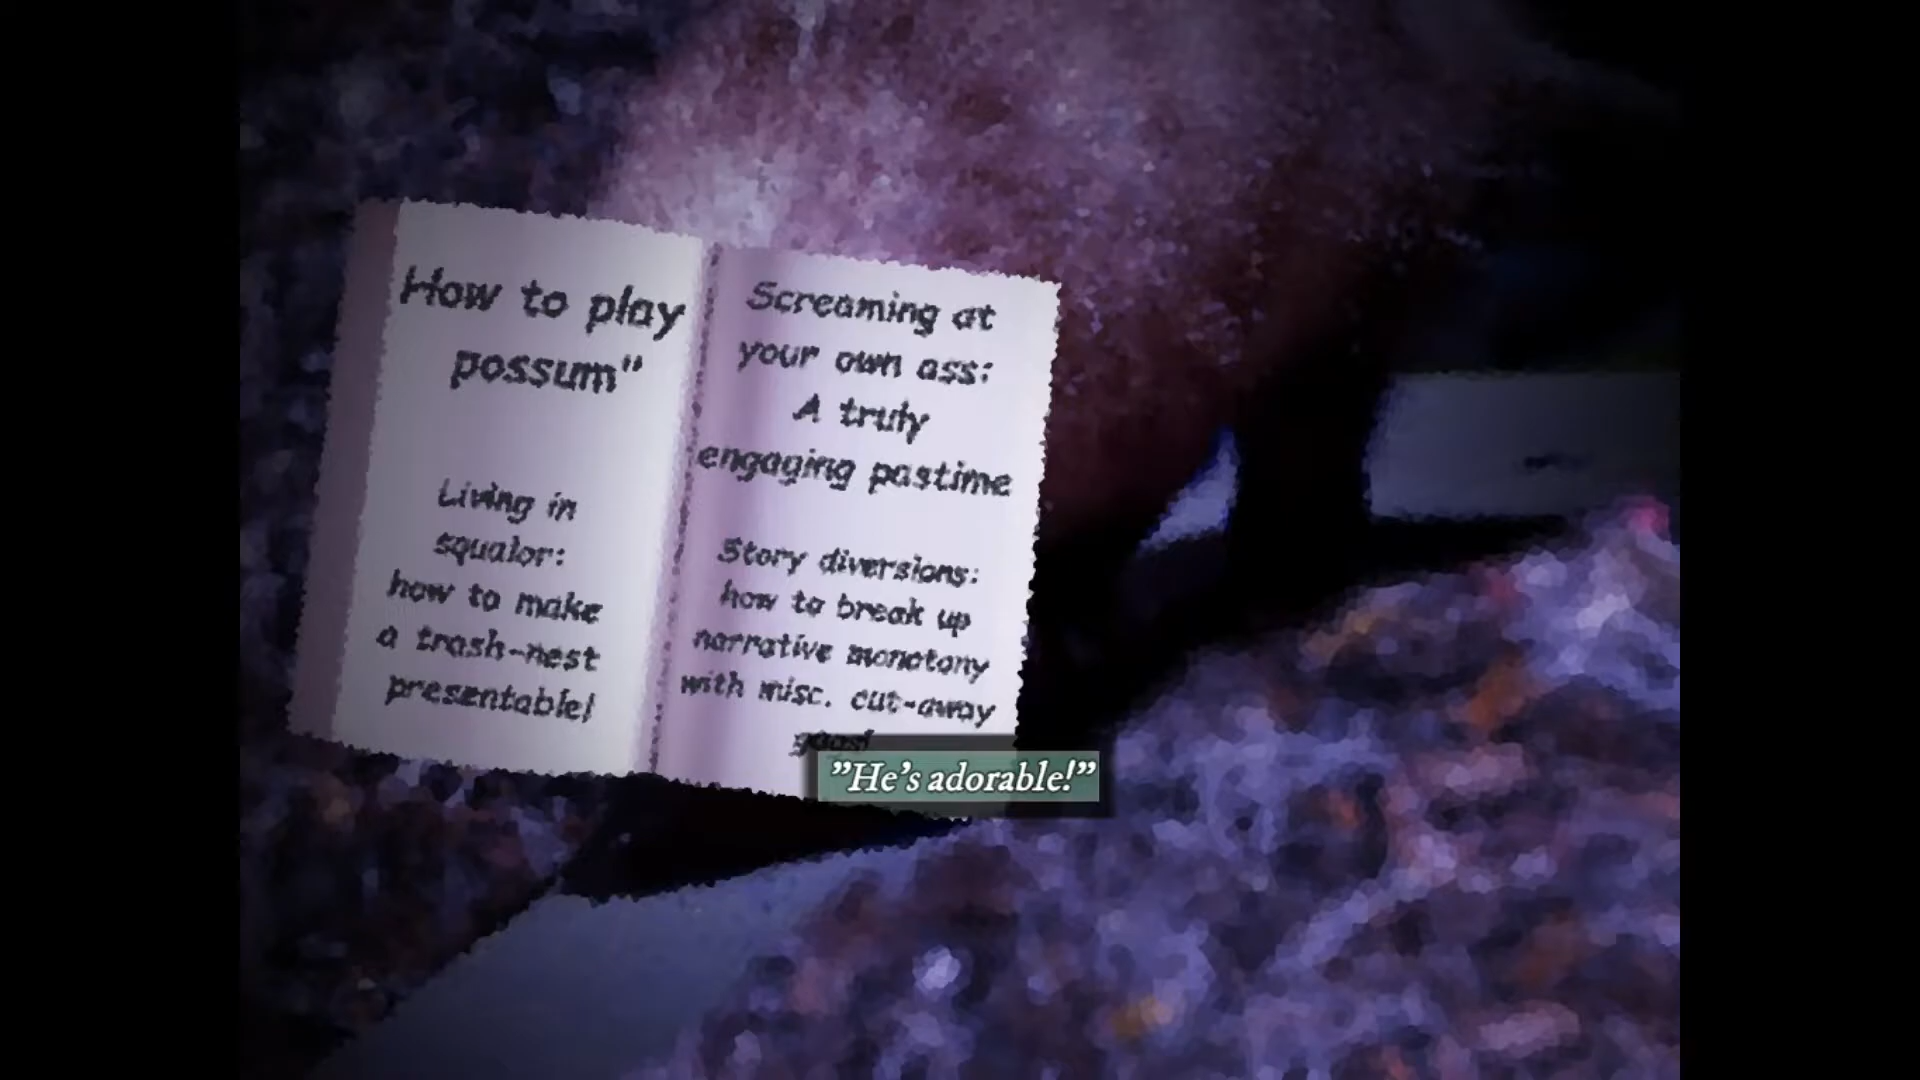 How to play
possum"
Living in
squalor:
how to make
a trash-nest
presentable!
Screaming at
your own ass:
A truly
engaging pastime
Story diversions:
how to break up
narrative monotony
with misc. cut-away
"He's adorable!"